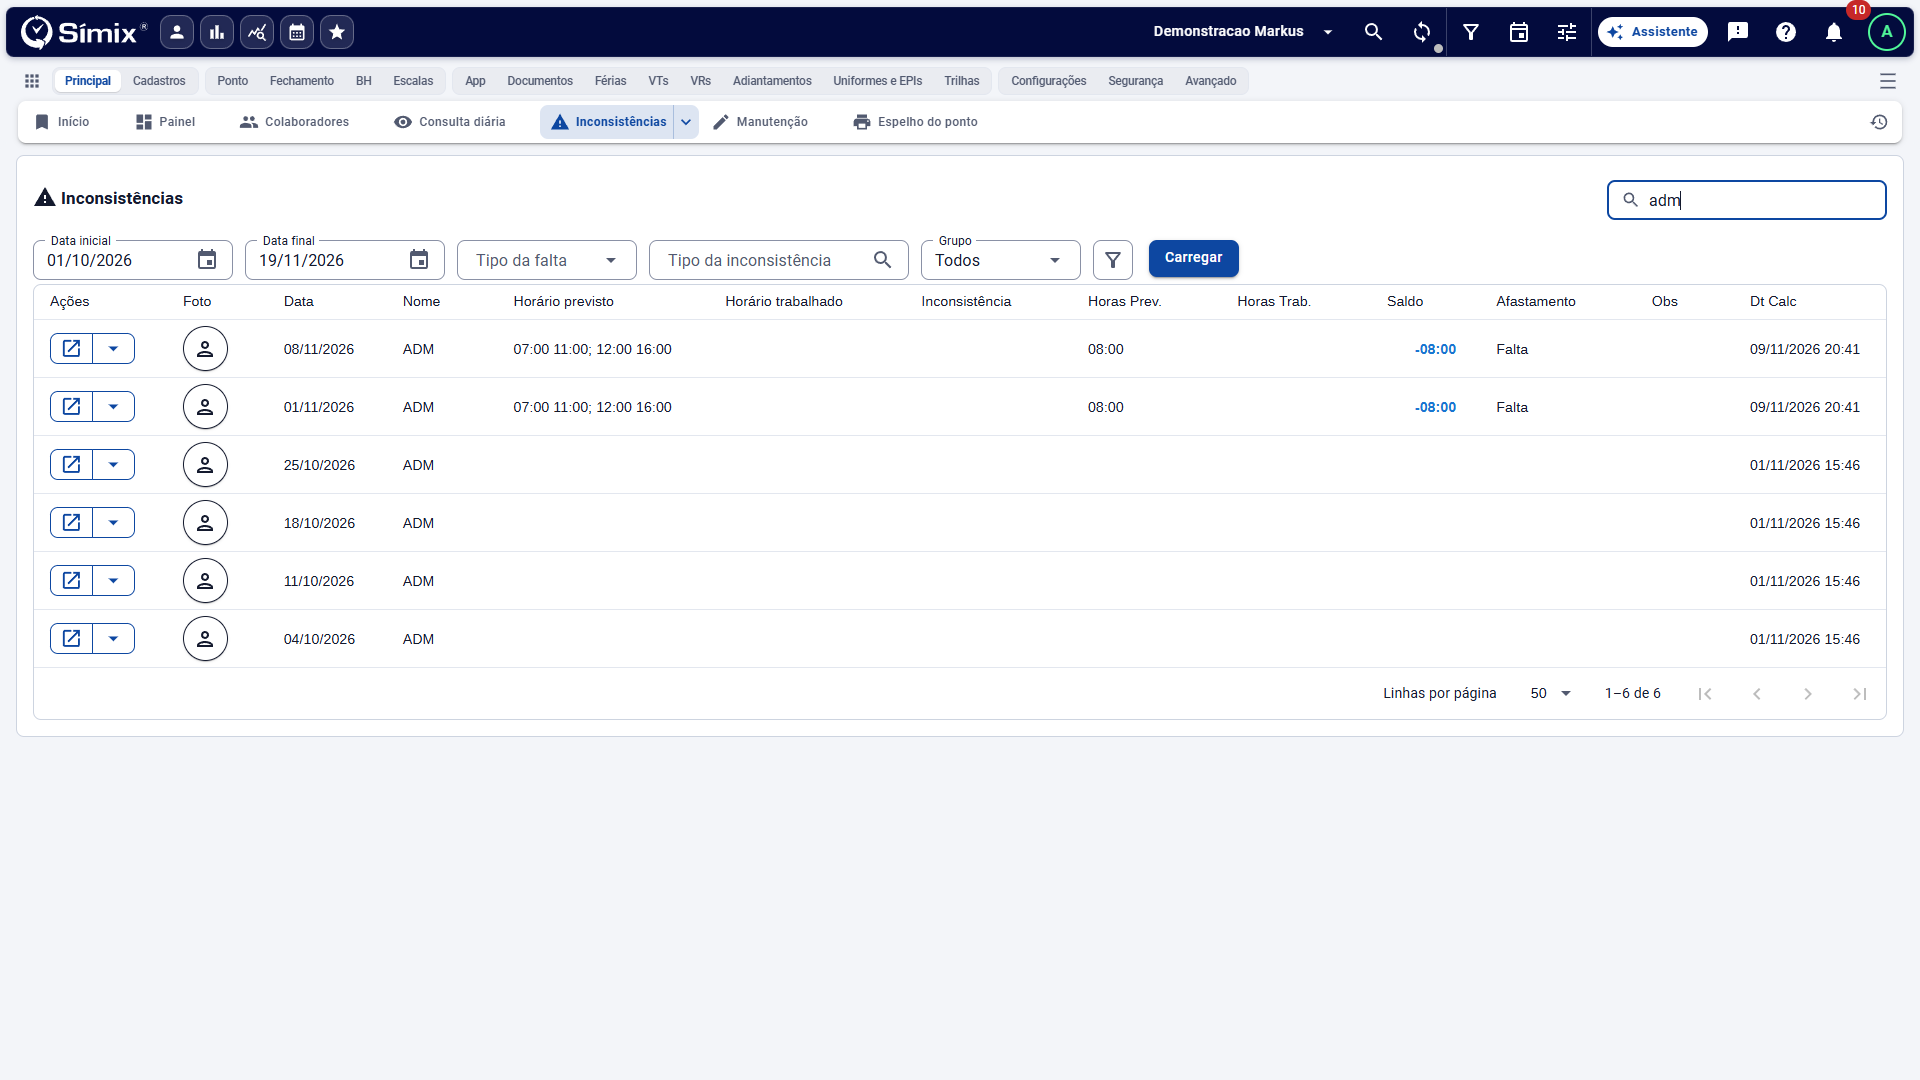 Símix®
Demonstracao Markus
Assistente
10
A
Principal Cadastros Ponto Fechamento BH Escalas App Documentos Férias VTs VRs Adiantamentos Uniformes e EPIs Trilhas Configurações Segurança Avançado
Início Painel Colaboradores Consulta diária Inconsistências Manutenção Espelho do ponto
Inconsistências
adm
Data inicial Data final Grupo
01/10/2026 19/11/2026 Tipo da falta Tipo da inconsistência Todos Carregar
Ações Foto Data Nome Horário previsto Horário trabalhado Inconsistência Horas Prev. Horas Trab. Saldo Afastamento Obs Dt Calc
08/11/2026 ADM 07:00 11:00; 12:00 16:00 08:00 -08:00 Falta 09/11/2026 20:41
01/11/2026 ADM 07:00 11:00; 12:00 16:00 08:00 -08:00 Falta 09/11/2026 20:41
25/10/2026 ADM 01/11/2026 15:46
18/10/2026 ADM 01/11/2026 15:46
11/10/2026 ADM 01/11/2026 15:46
04/10/2026 ADM 01/11/2026 15:46
Linhas por página 50 1–6 de 6